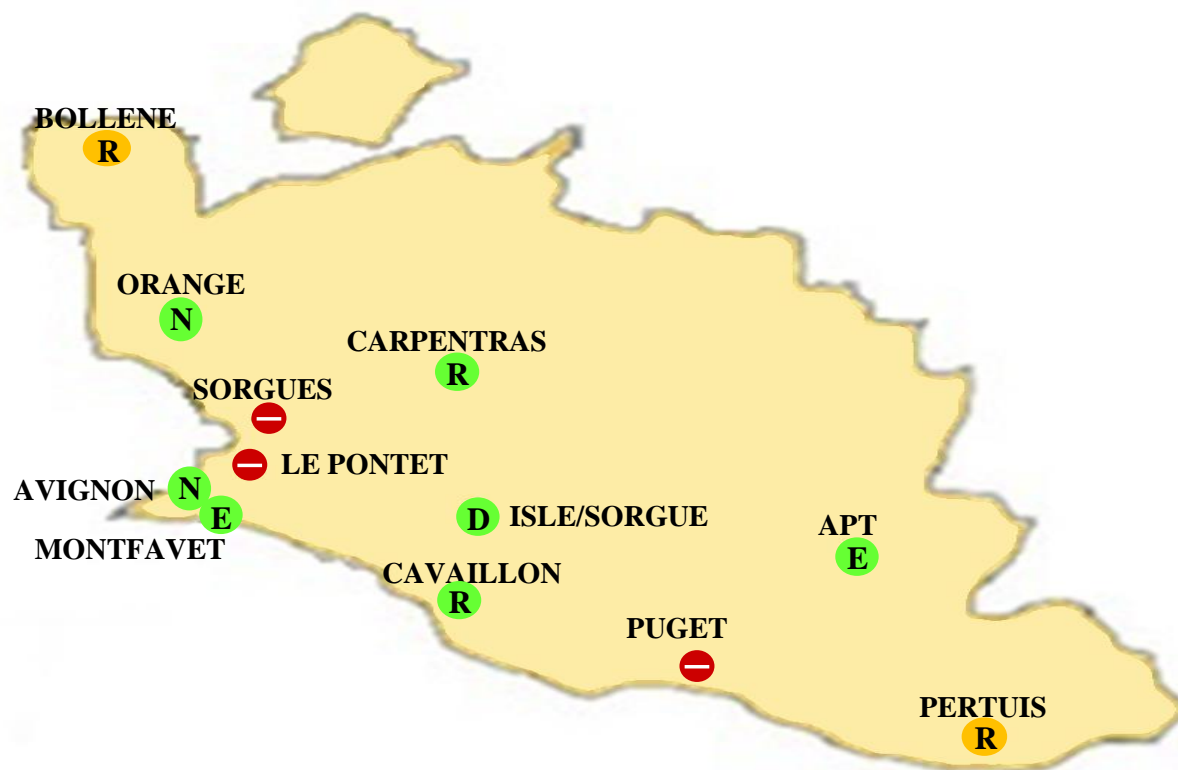 BOLLENE
R
ORANGE
N
CARPENTRAS
R
SORGUES
LE PONTET
AVIGNON N
E
MONTFAVET
D ISLE/SORGUE
APT
E
CAVAILLON
R
PUGET
PERTUIS
R